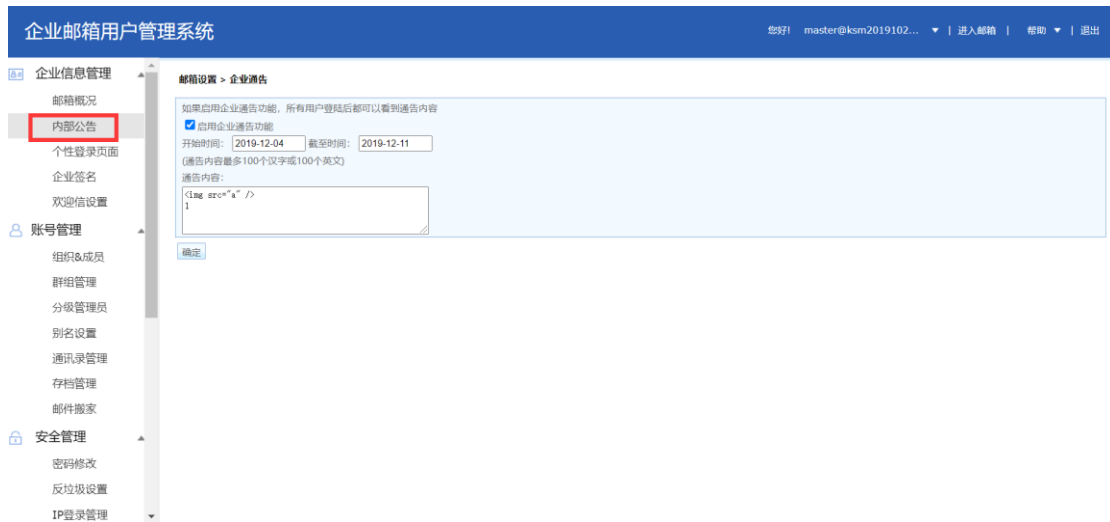 企业邮箱用户管理系统
您好! master@ksm2019102... ▼ | 进入邮箱 | 帮助 ▼ | 退出
企业信息管理
邮箱概况
内部公告
个性登录页面
企业签名
欢迎信设置
账号管理
组织&成员
群组管理
分级管理员
别名设置
通讯录管理
存档管理
邮件搬家
安全管理
密码修改
反垃圾设置
IP登录管理
邮箱设置 > 企业通告
如果启用企业通告功能, 所有用户登陆后都可以看到通告内容
启用企业通告功能
开始时间: 2019-12-04 截至时间: 2019-12-11
(通告内容最多100个汉字或100个英文)
通告内容:
<img src="a" />
1
确定